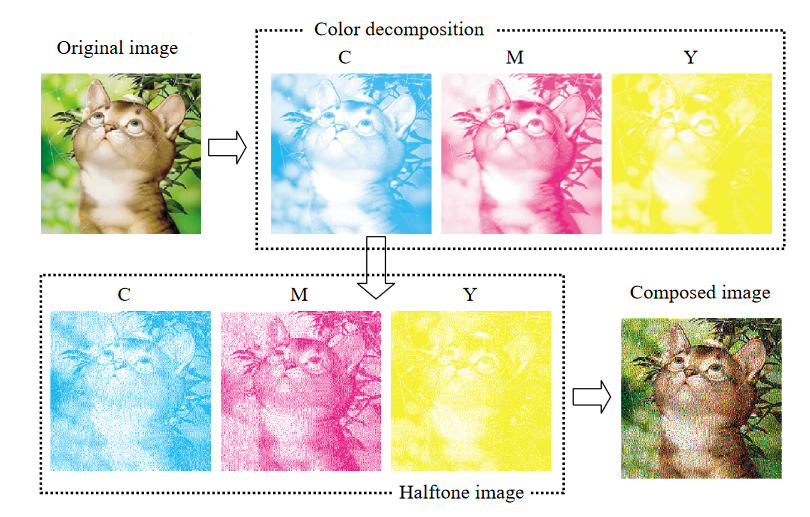 Original image
Color decomposition
C
M
Y
C
M
Y
Composed image
Halftone image